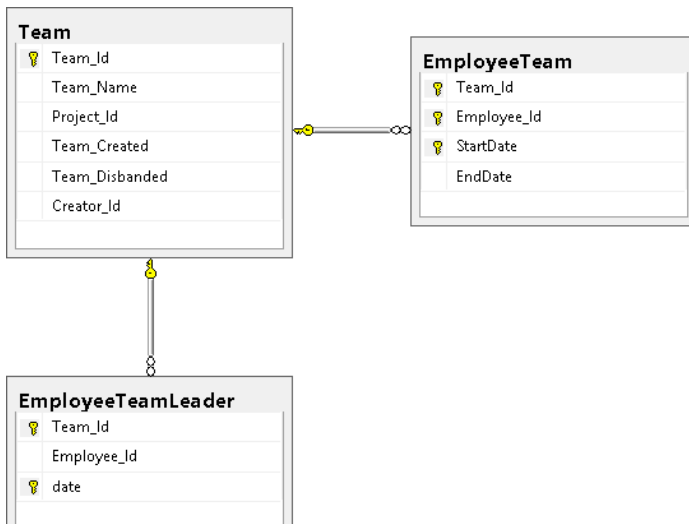 Team
Team_Id
Team_Name
Project_Id
Team_Created
Team_Disbanded
Creator_Id
EmployeeTeam
Team_Id
Employee_Id
StartDate
EndDate
EmployeeTeamLeader
Team_Id
Employee_Id
date